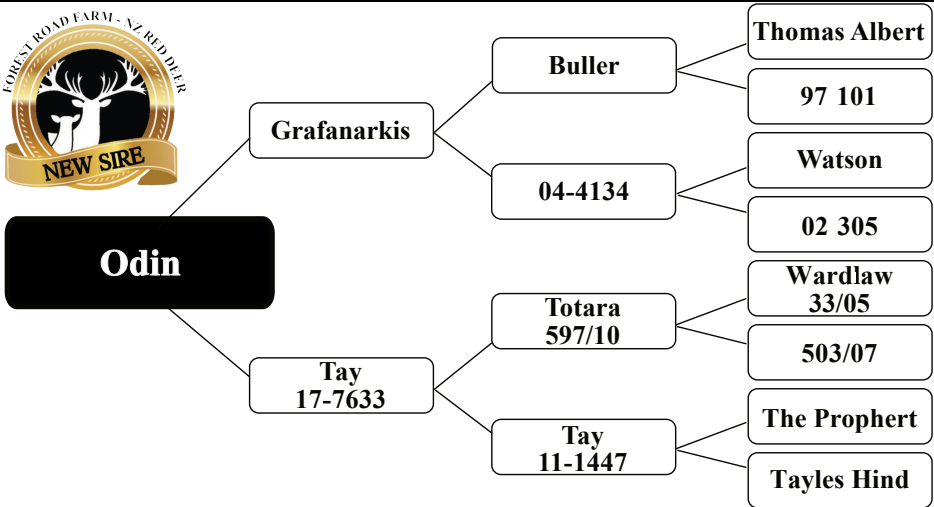 FOREST ROAD FARM - NZ RED DEER
NEW SIRE
Odin
Grafanarkis
Tay
17-7633
Buller
04-4134
Totara
597/10
Tay
11-1447
Thomas Albert
97 101
Watson
02 305
Wardlaw
33/05
503/07
The Prophert
Tayles Hind